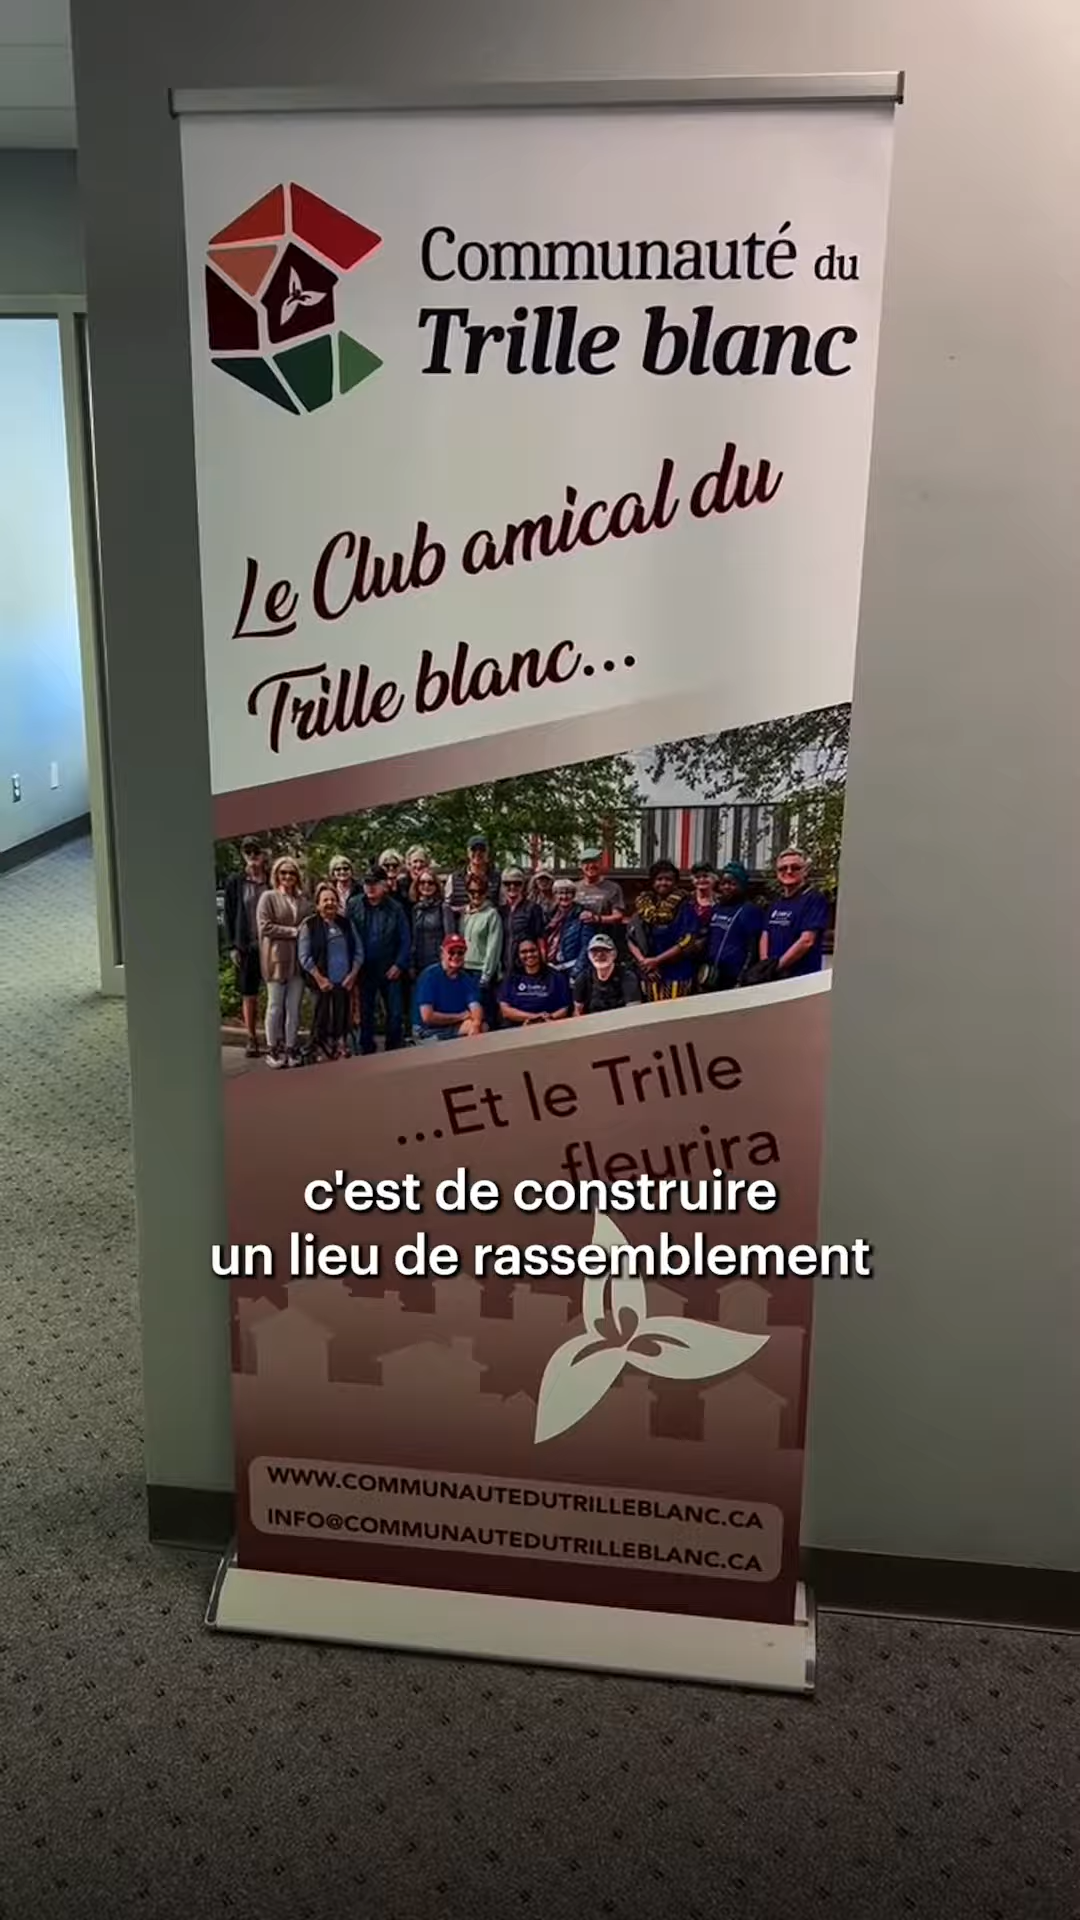 Communauté du
Trille blanc
Le Club amical du
Trille blanc...
...Et le Trille
fleurira
c'est de construire
un lieu de rassemblement
WWW.COMMUNAUTEDUTRILLEBLANC.CA
INFO@COMMUNAUTEDUTRILLEBLANC.CA